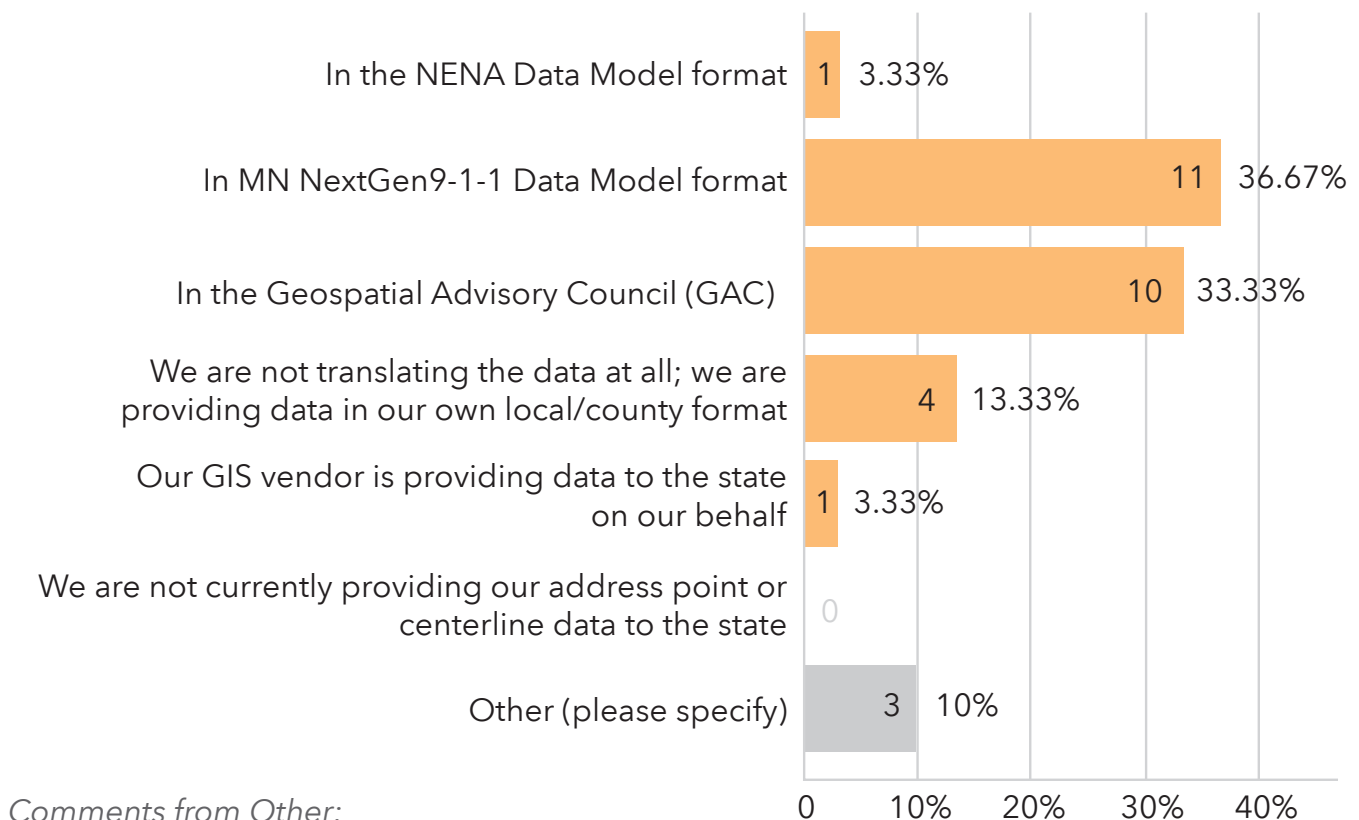 In the NENA Data Model format 1 3.33%
In MN NextGen9-1-1 Data Model format 11 36.67%
In the Geospatial Advisory Council (GAC) 10 33.33%
We are not translating the data at all; we are
providing data in our own local/county format 4 13.33%
Our GIS vendor is providing data to the state
on our behalf 1 3.33%
We are not currently providing our address point or
centerline data to the state 0
Other (please specify) 3 10%
0 10% 20% 30% 40%
Comments from Other: